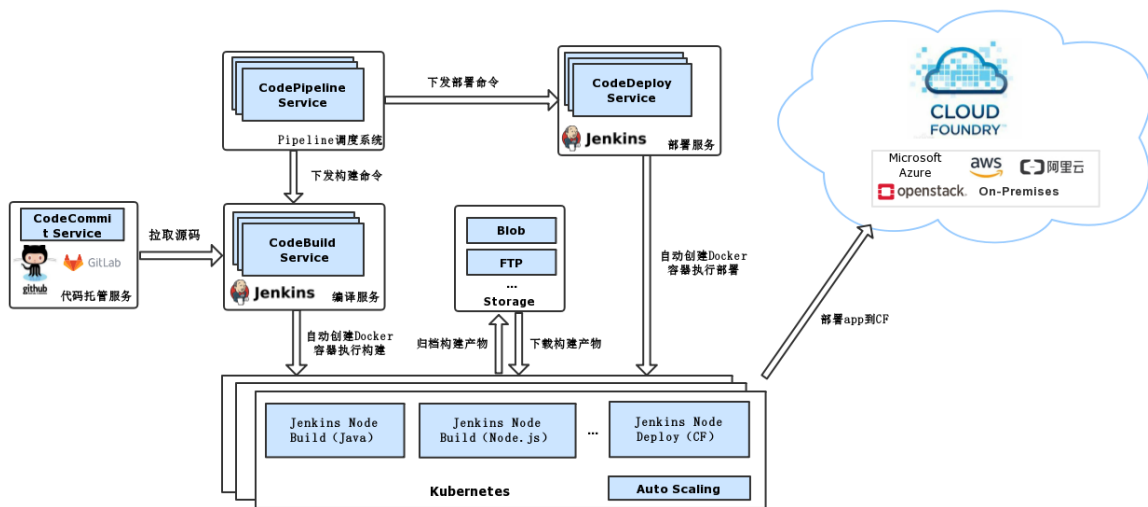 CodePipeline
Service
Pipeline调度系统
下发部署命令
CodeDeploy
Service
Jenkins
部署服务
CLOUD
FOUNDRY
Microsoft
Azure
aws
阿里云
openstack.
On-Premises
下发构建命令
CodeCommi
t Service
github
GitLab
代码托管服务
拉取源码
CodeBuild
Service
Jenkins
编译服务
Blob
FTP
...
Storage
自动创建Docker
容器执行部署
部署app到CF
自动创建Docker
容器执行构建
归档构建产物
下载构建产物
Jenkins Node
Build（Java）
Jenkins Node
Build（Node.js）
...
Jenkins Node
Deploy（CF）
Kubernetes
Auto Scaling